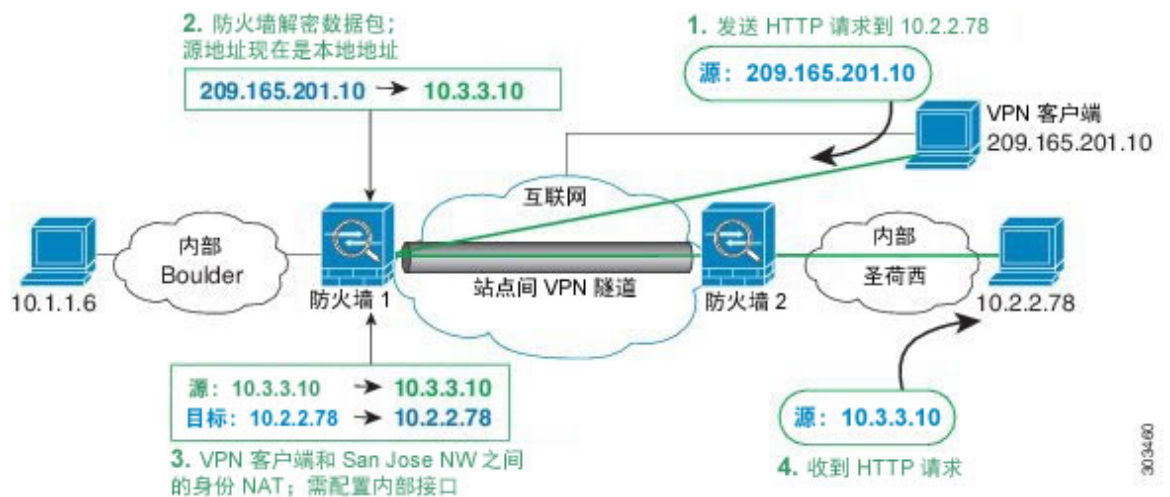 2. 防火墙解密数据包；
源地址现在是本地地址
209.165.201.10 → 10.3.3.10
1. 发送 HTTP 请求到 10.2.2.78
源：209.165.201.10
VPN 客户端
209.165.201.10
互联网
内部
Boulder
10.1.1.6
防火墙 1
站点间 VPN 隧道
防火墙 2
内部
圣荷西
10.2.2.78
源：10.3.3.10 → 10.3.3.10
目标：10.2.2.78 → 10.2.2.78
3. VPN 客户端和 San Jose NW 之间
的身份 NAT；需配置内部接口
源：10.3.3.10
4. 收到 HTTP 请求
303460